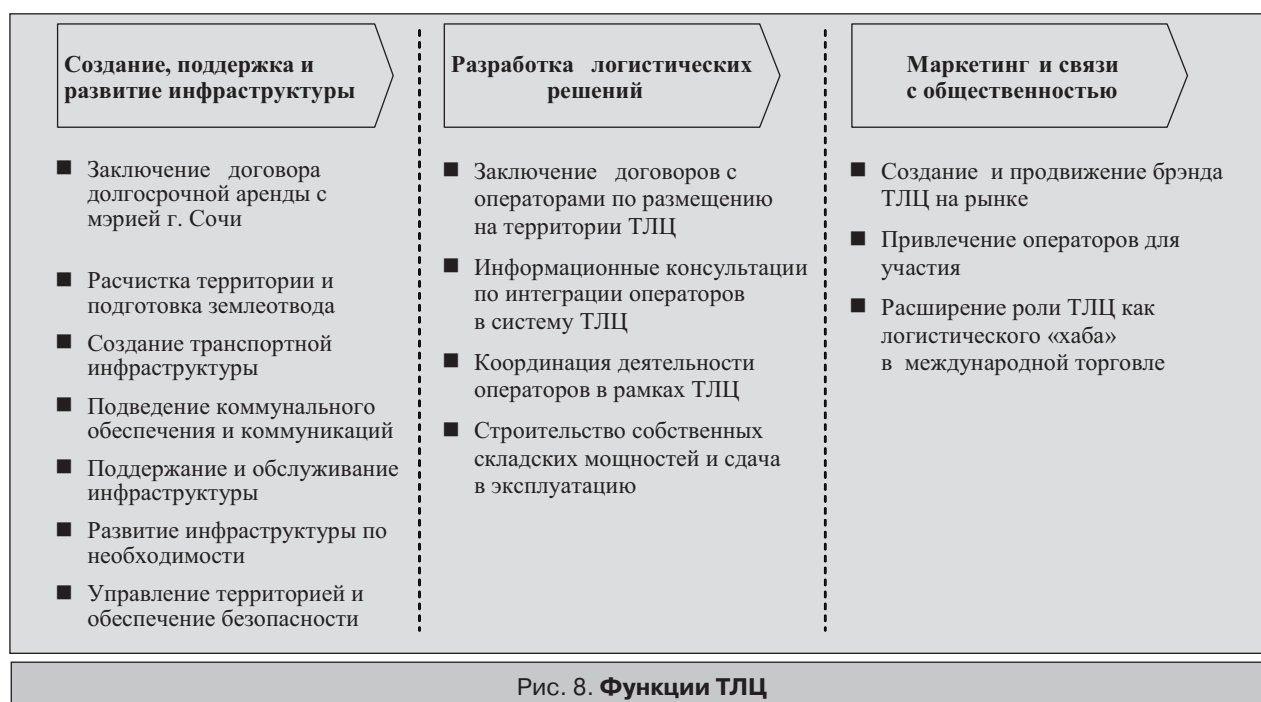 Создание, поддержка и
развитие инфраструктуры
■ Заключение договора
долгосрочной аренды с
мэрией г. Сочи
■ Расчистка территории и
подготовка землеотвода
■ Создание транспортной
инфраструктуры
■ Подведение коммунального
обеспечения и коммуникаций
■ Поддержание и обслуживание
инфраструктуры
■ Развитие инфраструктуры по
необходимости
■ Управление территорией и
обеспечение безопасности
Разработка логистических
решений
■ Заключение договоров с
операторами по размещению
на территории ТЛЦ
■ Информационные консультации
по интеграции операторов
в систему ТЛЦ
■ Координация деятельности
операторов в рамках ТЛЦ
■ Строительство собственных
складских мощностей и сдача
в эксплуатацию
Маркетинг и связи
с общественностью
■ Создание и продвижение брэнда
ТЛЦ на рынке
■ Привлечение операторов для
участия
■ Расширение роли ТЛЦ как
логистического «хаба»
в международной торговле
Рис. 8. Функции ТЛЦ